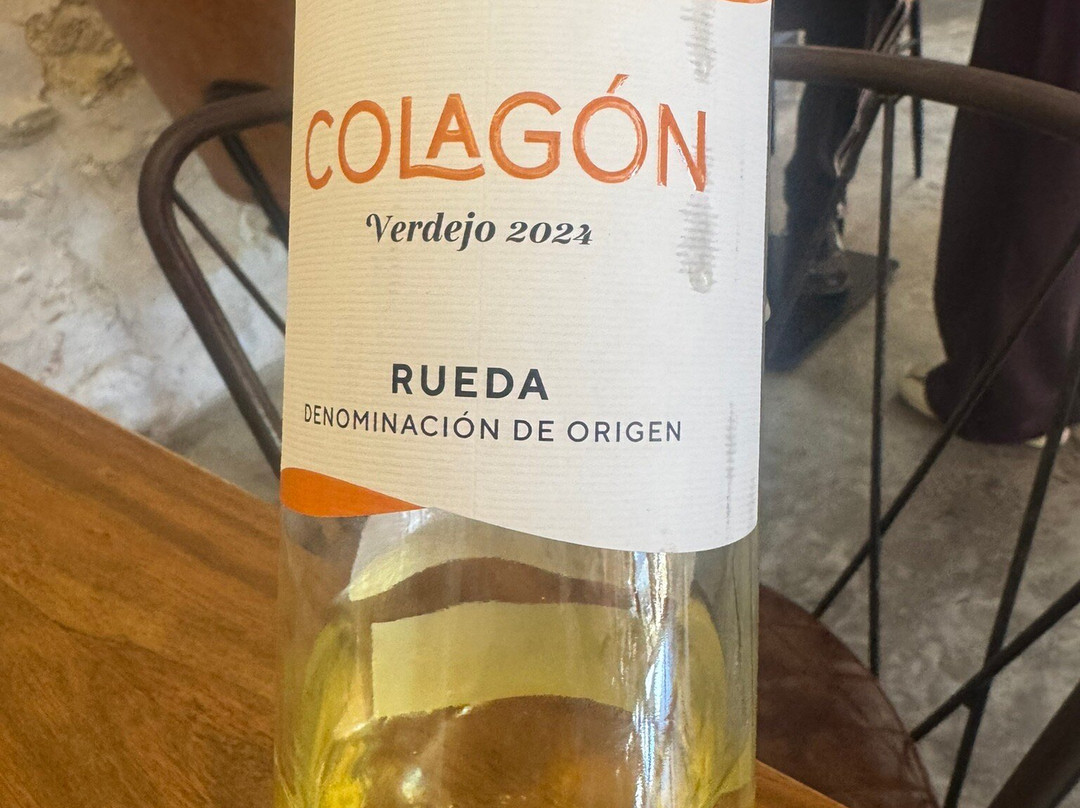 COLAGÓN
Verdejo 2024
RUEDA
DENOMINACIÓN DE ORIGEN